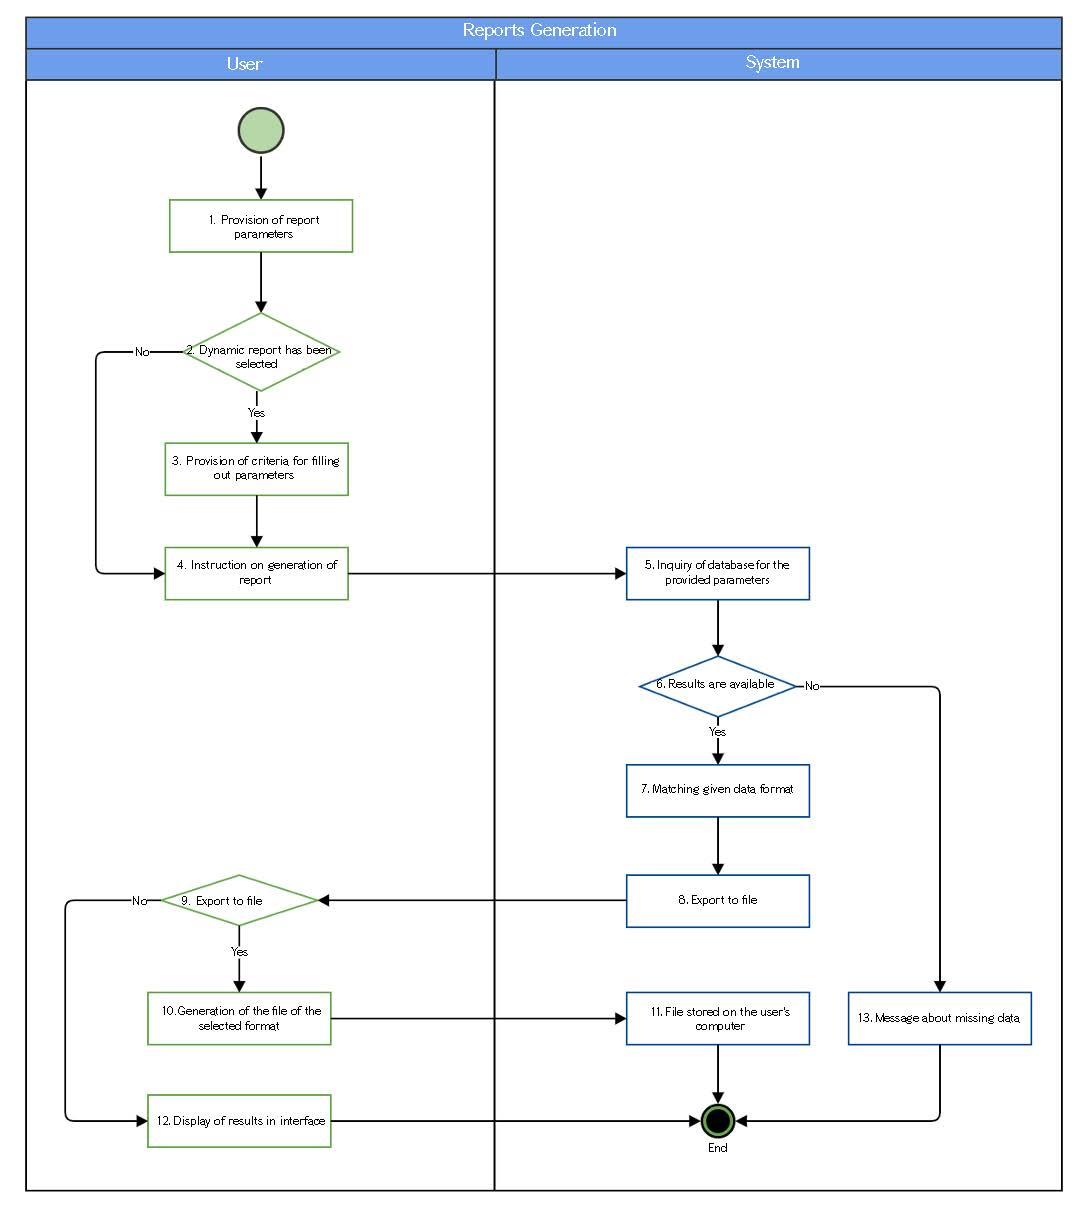 Reports Generation
User
System
1. Provision of report
parameters
2. Dynamic report has been
selected
No
Yes
3. Provision of criteria for filling
out parameters
4. Instruction on generation of
report
5. Inquiry of database for the
provided parameters
6. Results are available
No
Yes
7. Matching given data format
8. Export to file
9. Export to file
No
Yes
10. Generation of the file of the
selected format
11. File stored on the user's
computer
13. Message about missing data
12. Display of results in interface
End